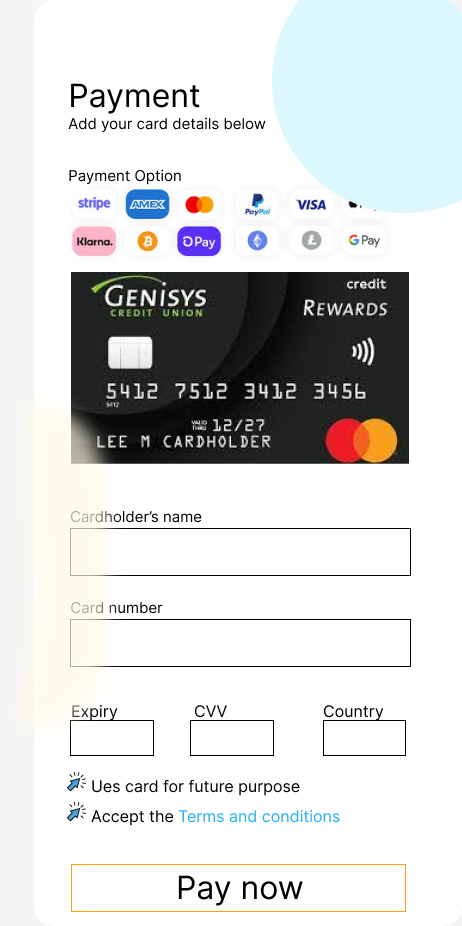 Payment
Add your card details below
Payment Option
stripe AMEX PayPal VISA
Klarna. Pay G Pay
GENISYS credit
CREDIT UNION REWARDS
5412 7512 3412 3456
5412
VALID THRU 12/27
LEE M CARDHOLDER
Cardholder's name
Card number
Expiry CVV Country
Ues card for future purpose
Accept the Terms and conditions
Pay now